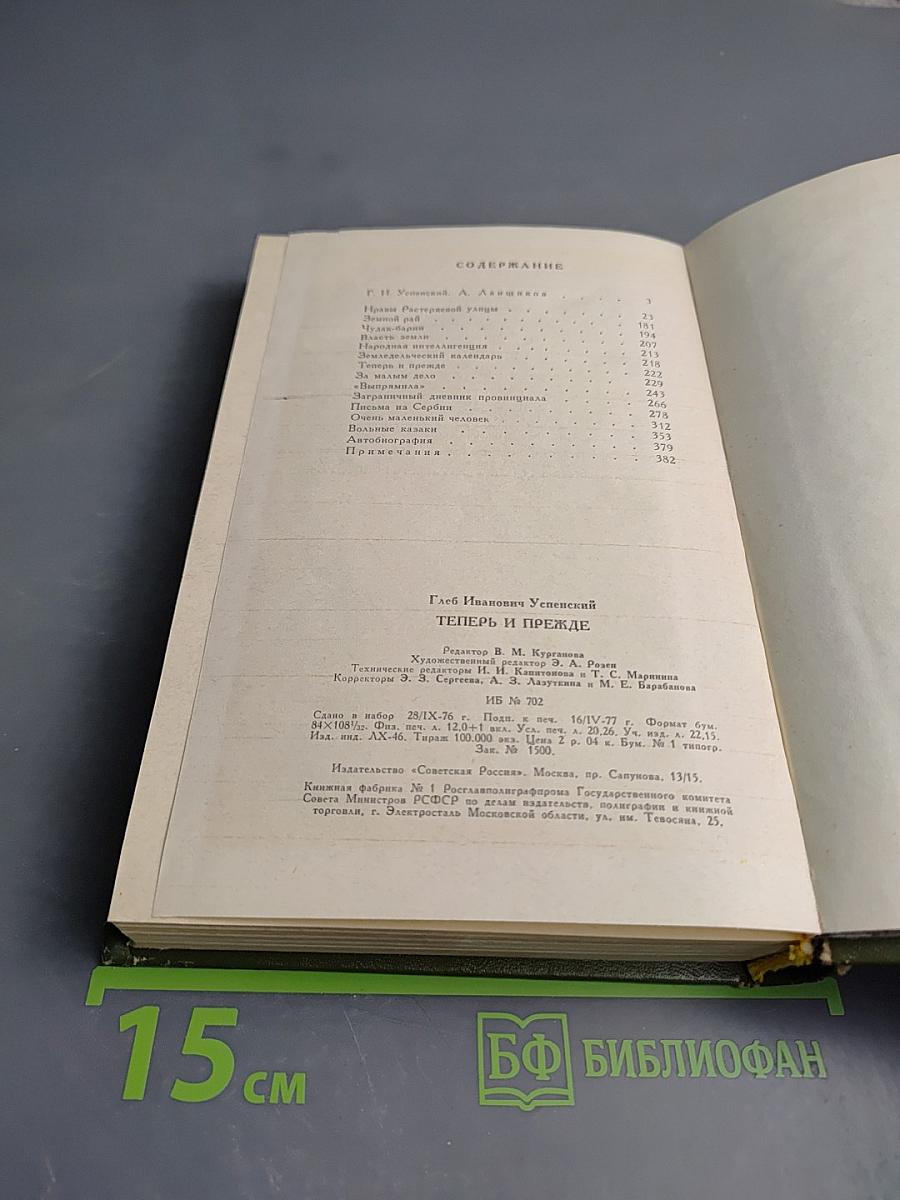 СОДЕРЖАНИЕ
Г. И. Успенский. А. Лайщиков . . . . 3
Нравы Растеряевой улицы . . . . . . 23
Земной рай . . . . . . . . . 181
Чудак-барин . . . . . . . . . 194
Власть земли . . . . . . . . . 207
Народная интеллигенция . . . . . . 213
Земледельческий календарь . . . . . 218
Теперь и прежде . . . . . . . . 222
За малым дело . . . . . . . . 229
«Выпрямила» . . . . . . . . . 243
Заграничный дневник провинциала . . . . 266
Письма из Сербии . . . . . . . . 278
Очень маленький человек . . . . . . 312
Вольные казаки . . . . . . . . 353
Автобиография . . . . . . . . 379
Примечания . . . . . . . . . 382
Глеб Иванович Успенский
ТЕПЕРЬ И ПРЕЖДЕ
Редактор В. М. Курганова
Художественный редактор Э. А. Розен
Технические редакторы И. И. Капитонова и Т. С. Маринина
Корректоры Э. З. Сергеева, А. З. Лазуткина и М. Е. Барабанова
ИБ № 702
Сдано в набор 28/IX-76 г. Подп. к печ. 16/IV-77 г. Формат бум.
84×108¹/₃₂. Физ. печ. л. 12,0+1 вкл. Усл. печ. л. 20,26. Уч. изд. л. 22,15.
Изд. инд. ЛХ-46. Тираж 100.000 экз. Цена 2 р. 04 к. Бум. № 1 типогр.
Зак. № 1500.
Издательство «Советская Россия». Москва, пр. Сапунова, 13/15.
Книжная фабрика № 1 Росглавполиграфпрома Государственного комитета
Совета Министров РСФСР по делам издательств, полиграфии и книжной
торговли, г. Электросталь Московской области, ул. им. Тевосяна, 25.
15 см
БФ БИБЛИОФАН